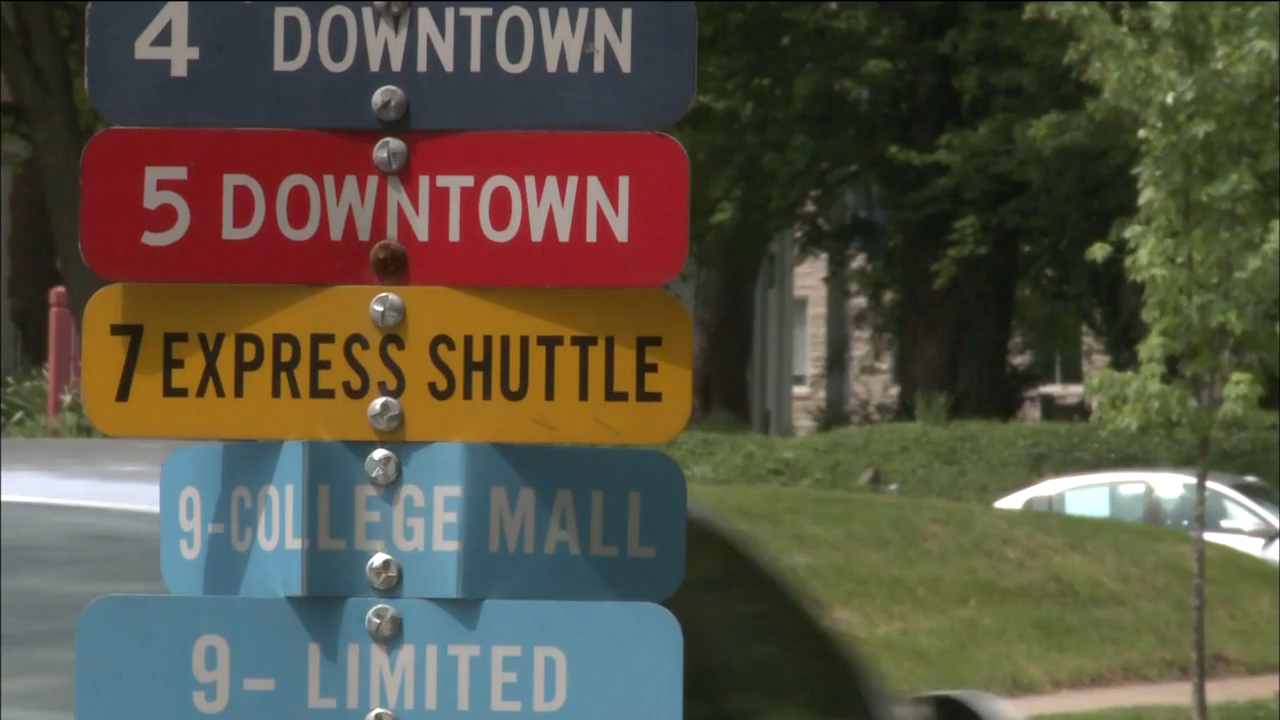 4 DOWNTOWN
5 DOWNTOWN
7 EXPRESS SHUTTLE
9-COLLEGE MALL
9- LIMITED